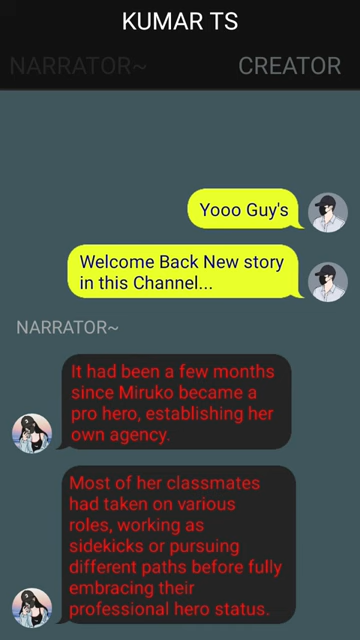 KUMAR TS
NARRATOR~ CREATOR
Yooo Guy's
Welcome Back New story
in this Channel...
NARRATOR~
It had been a few months
since Miruko became a
pro hero, establishing her
own agency.
Most of her classmates
had taken on various
roles, working as
sidekicks or pursuing
different paths before fully
embracing their
professional hero status.